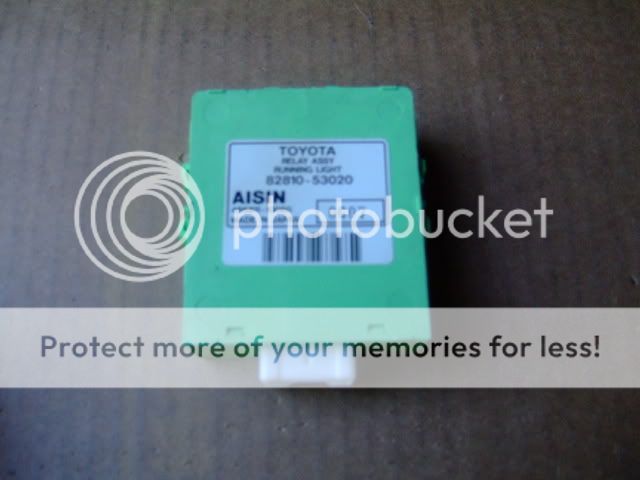 TOYOTA
RELAY ASSY
RUNNING LIGHT
82810-53020
AISIN
photobucket
Protect more of your memories for less!